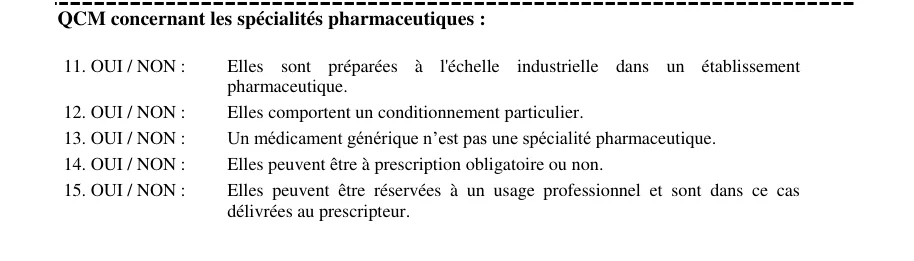 QCM concernant les spécialités pharmaceutiques :
11. OUI / NON : Elles sont préparées à l'échelle industrielle dans un établissement
pharmaceutique.
12. OUI / NON : Elles comportent un conditionnement particulier.
13. OUI / NON : Un médicament générique n’est pas une spécialité pharmaceutique.
14. OUI / NON : Elles peuvent être à prescription obligatoire ou non.
15. OUI / NON : Elles peuvent être réservées à un usage professionnel et sont dans ce cas
délivrées au prescripteur.